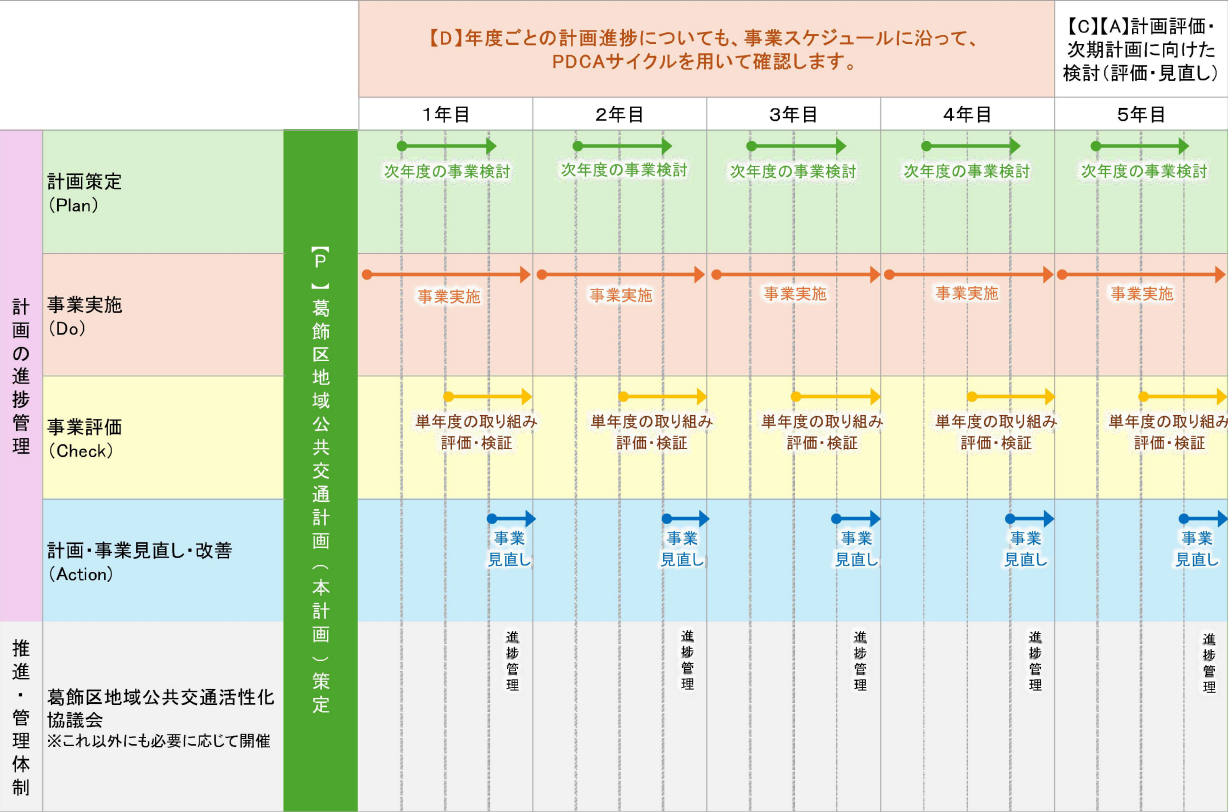 【D】年度ごとの計画進捗についても、事業スケジュールに沿って、
PDCAサイクルを用いて確認します。
【C】【A】計画評価・
次期計画に向けた
検討(評価・見直し)
1年目
2年目
3年目
4年目
5年目
計画の進捗管理
計画策定
(Plan)
【P】葛飾区地域公共交通計画(本計画)策定
次年度の事業検討
次年度の事業検討
次年度の事業検討
次年度の事業検討
次年度の事業検討
事業実施
(Do)
事業実施
事業実施
事業実施
事業実施
事業実施
事業評価
(Check)
単年度の取り組み
評価・検証
単年度の取り組み
評価・検証
単年度の取り組み
評価・検証
単年度の取り組み
評価・検証
単年度の取り組み
評価・検証
計画・事業見直し・改善
(Action)
事業
見直し
事業
見直し
事業
見直し
事業
見直し
事業
見直し
推進・管理体制
葛飾区地域公共交通活性化
協議会
※これ以外にも必要に応じて開催
進捗管理
進捗管理
進捗管理
進捗管理
進捗管理